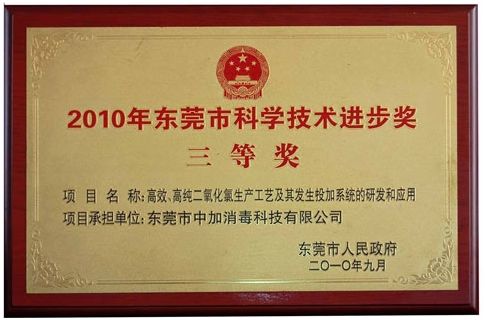 2010年东莞市科学技术进步奖
三等奖
项目名称:高效、高纯二氧化氯生产工艺及其发生投加系统的研发和应用
项目承担单位:东莞市中加消毒科技有限公司
东莞市人民政府
二〇一〇年九月